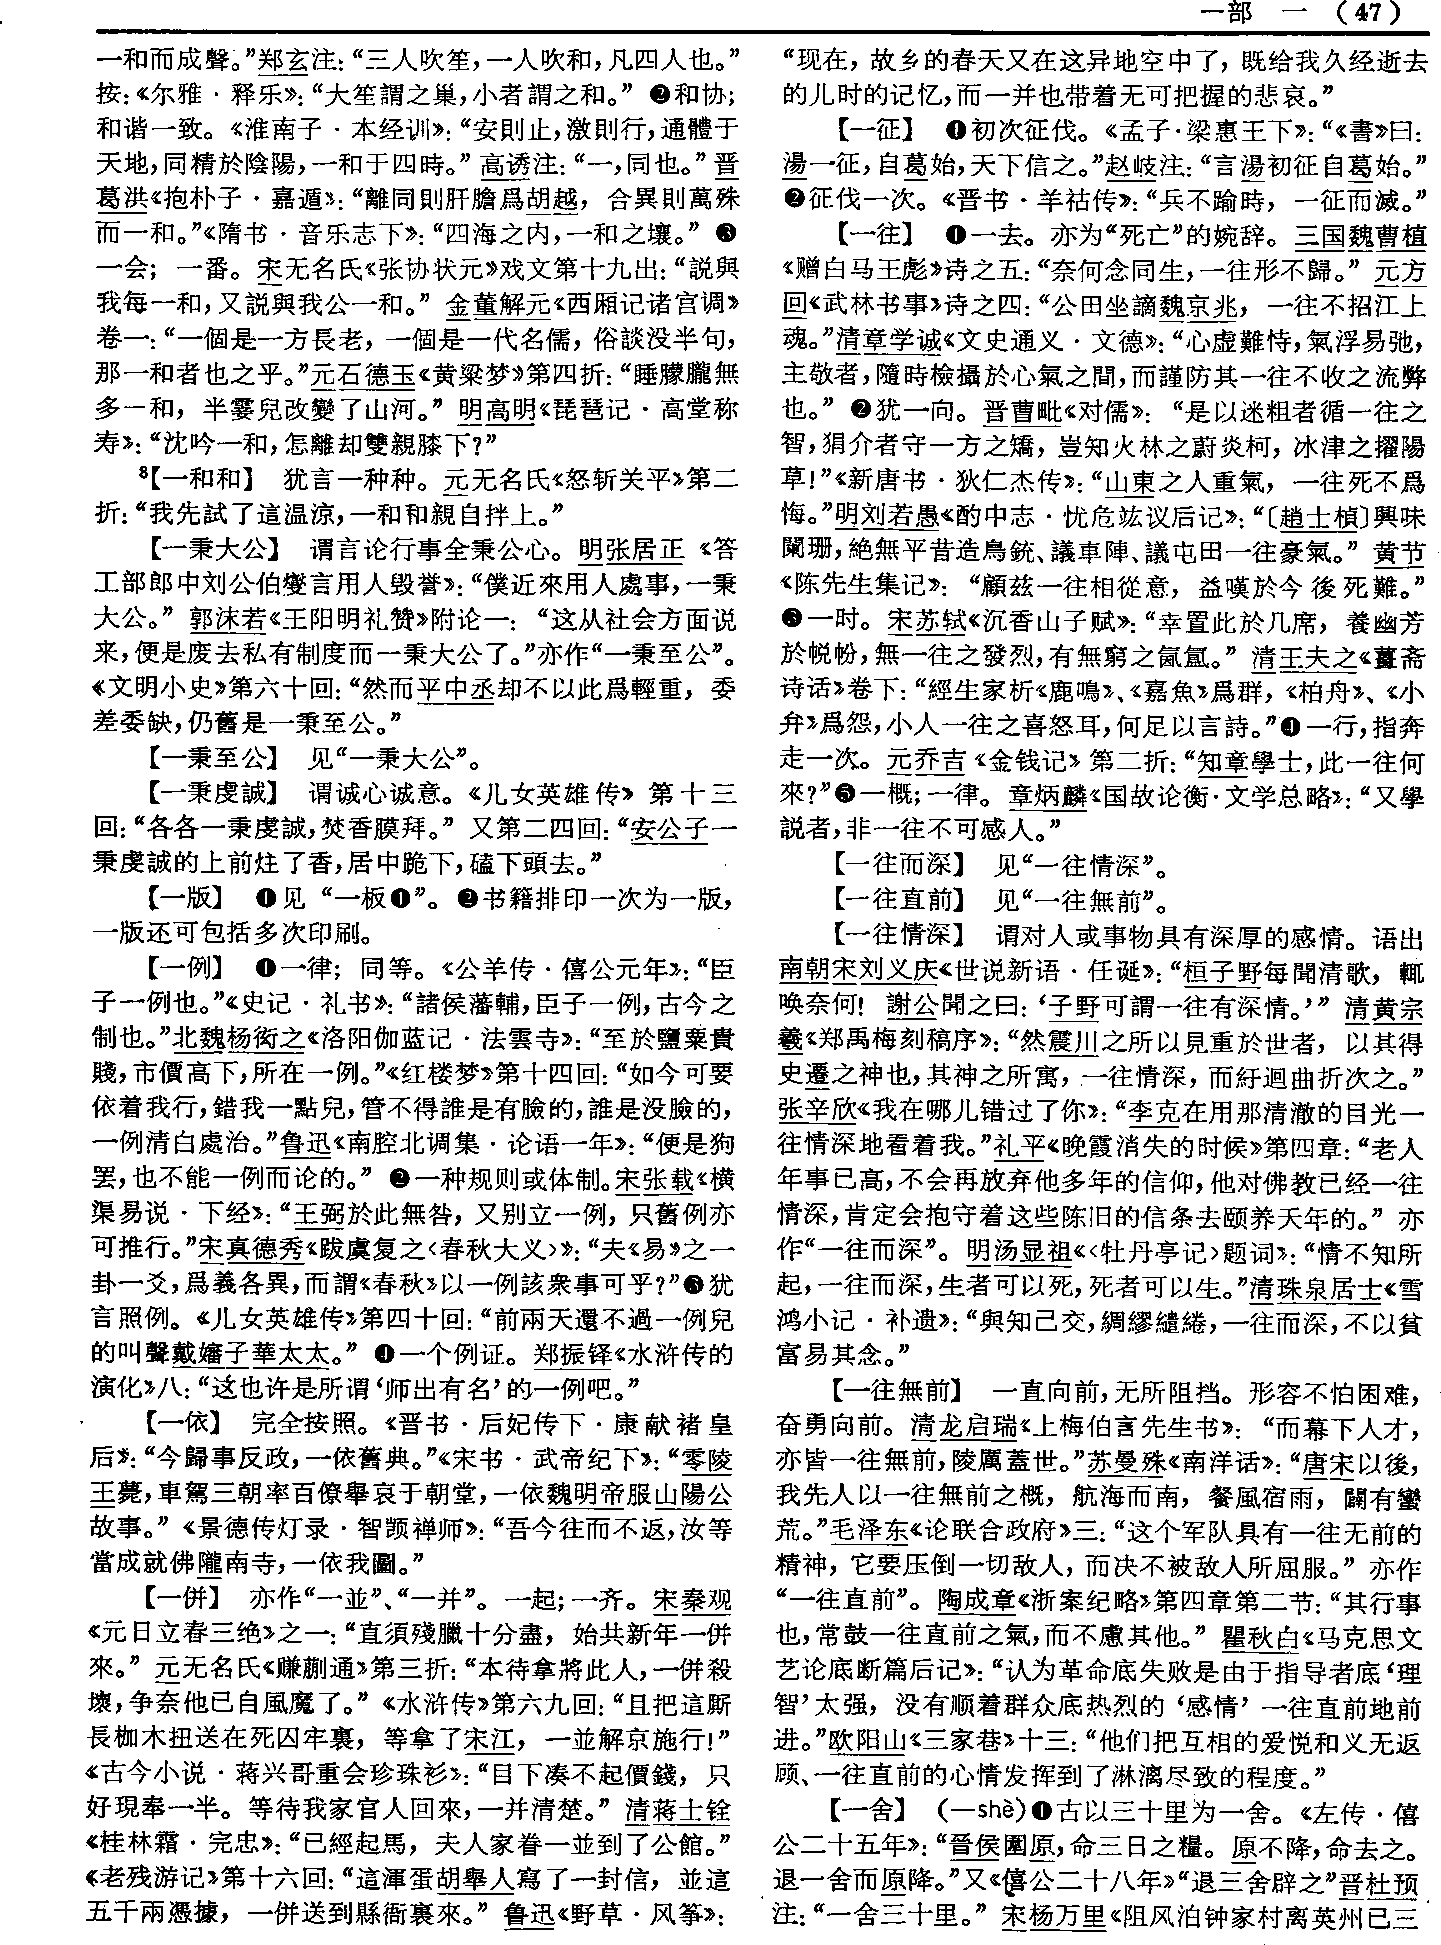 一部 一 （47）
一和而成聲。”郑玄注：“三人吹笙，一人吹和，凡四人也。”
按：《尔雅·释乐》：“大笙謂之巢，小者謂之和。” ❷和协；
和谐一致。《淮南子·本经训》：“安則止，激則行，通體于
天地，同精於陰陽，一和于四時。”高诱注：“一，同也。”晋
葛洪《抱朴子·嘉遁》：“離同則肝膽爲胡越，合異則萬殊
而一和。”《隋书·音乐志下》：“四海之内，一和之壤。” ❸
一会；一番。宋无名氏《张协状元》戏文第十九出：“説與
我每一和，又説與我公一和。” 金董解元《西厢记诸宫调》
卷一：“一個是一方長老，一個是一代名儒，俗談没半句，
那一和者也之乎。”元石德玉《黄粱梦》第四折：“睡朦朧無
多一和，半霎兒改變了山河。” 明高明《琵琶记·高堂称
寿》：“沈吟一和，怎離却雙親膝下？”
⁸【一和和】 犹言一种种。元无名氏《怒斩关平》第二
折：“我先試了這温涼，一和和親自拌上。”
【一秉大公】 谓言论行事全秉公心。明张居正《答
工部郎中刘公伯燮言用人毁誉》：“僕近來用人處事，一秉
大公。” 郭沫若《王阳明礼赞》附论一：“这从社会方面说
来，便是废去私有制度而一秉大公了。”亦作“一秉至公”。
《文明小史》第六十回：“然而平中丞却不以此爲輕重，委
差委缺，仍舊是一秉至公。”
【一秉至公】 见“一秉大公”。
【一秉虔誠】 谓诚心诚意。《儿女英雄传》第十三
回：“各各一秉虔誠，焚香膜拜。” 又第二四回：“安公子一
秉虔誠的上前炷了香，居中跪下，磕下頭去。”
【一版】 ❶见“一板❶”。❷书籍排印一次为一版，
一版还可包括多次印刷。
【一例】 ❶一律；同等。《公羊传·僖公元年》：“臣
子一例也。”《史记·礼书》：“諸侯藩輔，臣子一例，古今之
制也。”北魏杨衒之《洛阳伽蓝记·法雲寺》：“至於鹽粟貴
賤，市價高下，所在一例。”《红楼梦》第十四回：“如今可要
依着我行，錯我一點兒，管不得誰是有臉的，誰是没臉的，
一例清白處治。”鲁迅《南腔北调集·论语一年》：“便是狗
罢，也不能一例而论的。” ❷一种规则或体制。宋张载《横
渠易说·下经》：“王弼於此無咎，又别立一例，只舊例亦
可推行。”宋真德秀《跋虞复之〈春秋大义〉》：“夫《易》之一
卦一爻，爲義各異，而謂《春秋》以一例該衆事可乎？”❸犹
言照例。《儿女英雄传》第四十回：“前兩天還不過一例兒
的叫聲戴嬸子華太太。” ❹一个例证。郑振铎《水浒传的
演化》八：“这也许是所谓‘师出有名’的一例吧。”
【一依】 完全按照。《晋书·后妃传下·康献褚皇
后》：“今歸事反政，一依舊典。”《宋书·武帝纪下》：“零陵
王薨，車駕三朝率百僚舉哀于朝堂，一依魏明帝服山陽公
故事。”《景德传灯录·智𫖮禅师》：“吾今往而不返，汝等
當成就佛隴南寺，一依我圖。”
【一併】 亦作“一並”、“一并”。一起；一齐。宋秦观
《元日立春三绝》之一：“直須殘臘十分盡，始共新年一併
來。” 元无名氏《赚蒯通》第三折：“本待拿將此人，一併殺
壞，争奈他已自風魔了。”《水浒传》第六九回：“且把這厮
長枷木扭送在死囚牢裏，等拿了宋江，一並解京施行！”
《古今小说·蒋兴哥重会珍珠衫》：“目下凑不起價錢，只
好現奉一半。等待我家官人回來，一并清楚。” 清蒋士铨
《桂林霜·完忠》：“已經起馬，夫人家眷一並到了公館。”
《老残游记》第十六回：“這渾蛋胡舉人寫了一封信，並這
五千兩憑據，一併送到縣衙裏來。” 鲁迅《野草·风筝》：
“现在，故乡的春天又在这异地空中了，既给我久经逝去
的儿时的记忆，而一并也带着无可把握的悲哀。”
【一征】 ❶初次征伐。《孟子·梁惠王下》：“《書》曰：
湯一征，自葛始，天下信之。”赵岐注：“言湯初征自葛始。”
❷征伐一次。《晋书·羊祜传》：“兵不踰時，一征而滅。”
【一往】 ❶一去。亦为“死亡”的婉辞。三国魏曹植
《赠白马王彪》诗之五：“奈何念同生，一往形不歸。” 元方
回《武林书事》诗之四：“公田坐謫魏京兆，一往不招江上
魂。”清章学诚《文史通义·文德》：“心虚難恃，氣浮易弛，
主敬者，隨時檢攝於心氣之間，而謹防其一往不收之流弊
也。” ❷犹一向。晋曹毗《对儒》：“是以迷粗者循一往之
智，狷介者守一方之矯，豈知火林之蔚炎柯，冰津之擢陽
草！”《新唐书·狄仁杰传》：“山東之人重氣，一往死不爲
悔。”明刘若愚《酌中志·忧危竑议后记》：“〔趙士楨〕興味
闌珊，絶無平昔造鳥銃、議車陣、議屯田一往豪氣。” 黄节
《陈先生集记》：“顧兹一往相從意，益嘆於今後死難。”
❸一时。宋苏轼《沉香山子赋》：“幸置此於几席，養幽芳
於帨帉，無一往之發烈，有無窮之氤氲。” 清王夫之《薑斋
诗话》卷下：“經生家析《鹿鳴》、《嘉魚》爲群，《柏舟》、《小
弁》爲怨，小人一往之喜怒耳，何足以言詩。”❹一行，指奔
走一次。元乔吉《金钱记》第二折：“知章學士，此一往何
來？”❺一概；一律。章炳麟《国故论衡·文学总略》：“又學
説者，非一往不可感人。”
【一往而深】 见“一往情深”。
【一往直前】 见“一往無前”。
【一往情深】 谓对人或事物具有深厚的感情。语出
南朝宋刘义庆《世说新语·任诞》：“桓子野每聞清歌，輒
唤奈何！謝公聞之曰：‘子野可謂一往有深情。’” 清黄宗
羲《郑禹梅刻稿序》：“然震川之所以見重於世者，以其得
史遷之神也，其神之所寓，一往情深，而紆迴曲折次之。”
张辛欣《我在哪儿错过了你》：“李克在用那清澈的目光一
往情深地看着我。”礼平《晚霞消失的时候》第四章：“老人
年事已高，不会再放弃他多年的信仰，他对佛教已经一往
情深，肯定会抱守着这些陈旧的信条去颐养天年的。” 亦
作“一往而深”。明汤显祖《〈牡丹亭记〉题词》：“情不知所
起，一往而深，生者可以死，死者可以生。”清珠泉居士《雪
鸿小记·补遗》：“與知己交，綢繆繾綣，一往而深，不以貧
富易其念。”
【一往無前】 一直向前，无所阻挡。形容不怕困难，
奋勇向前。清龙启瑞《上梅伯言先生书》：“而幕下人才，
亦皆一往無前，陵厲蓋世。”苏曼殊《南洋话》：“唐宋以後，
我先人以一往無前之概，航海而南，餐風宿雨，闢有蠻
荒。”毛泽东《论联合政府》三：“这个军队具有一往无前的
精神，它要压倒一切敌人，而决不被敌人所屈服。” 亦作
“一往直前”。陶成章《浙案纪略》第四章第二节：“其行事
也，常鼓一往直前之氣，而不慮其他。” 瞿秋白《马克思文
艺论底断篇后记》：“认为革命底失败是由于指导者底‘理
智’太强，没有顺着群众底热烈的‘感情’一往直前地前
进。”欧阳山《三家巷》十三：“他们把互相的爱悦和义无返
顾、一往直前的心情发挥到了淋漓尽致的程度。”
【一舍】 （—shè）❶古以三十里为一舍。《左传·僖
公二十五年》：“晉侯圍原，命三日之糧。原不降，命去之。
退一舍而原降。”又《僖公二十八年》“退三舍辟之”晋杜预
注：“一舍三十里。” 宋杨万里《阻风泊钟家村离英州已三